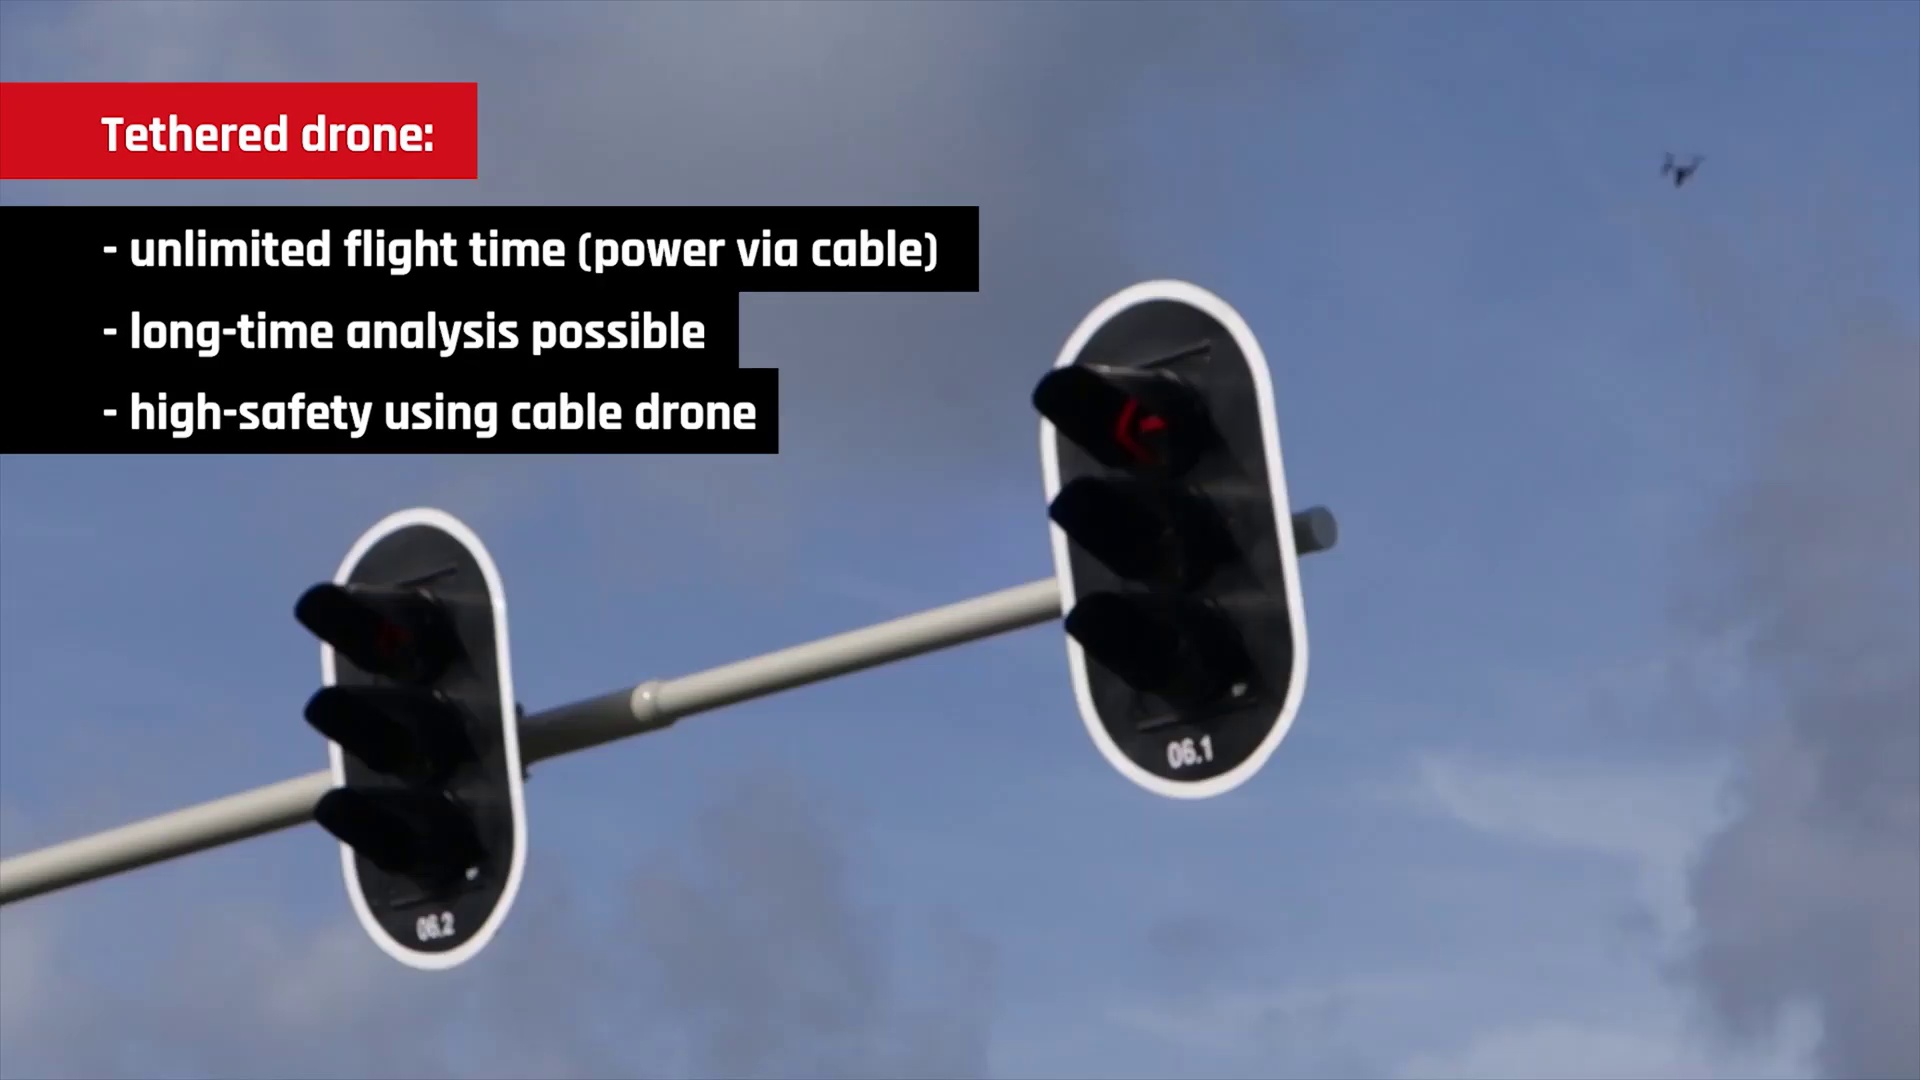 Tethered drone:
- unlimited flight time (power via cable)
- long-time analysis possible
- high-safety using cable drone
06.1
06.2